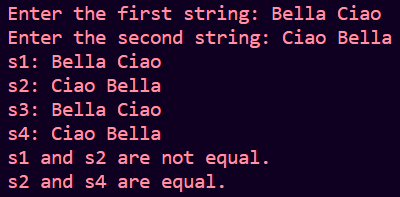 Enter the first string: Bella Ciao
Enter the second string: Ciao Bella
s1: Bella Ciao
s2: Ciao Bella
s3: Bella Ciao
s4: Ciao Bella
s1 and s2 are not equal.
s2 and s4 are equal.